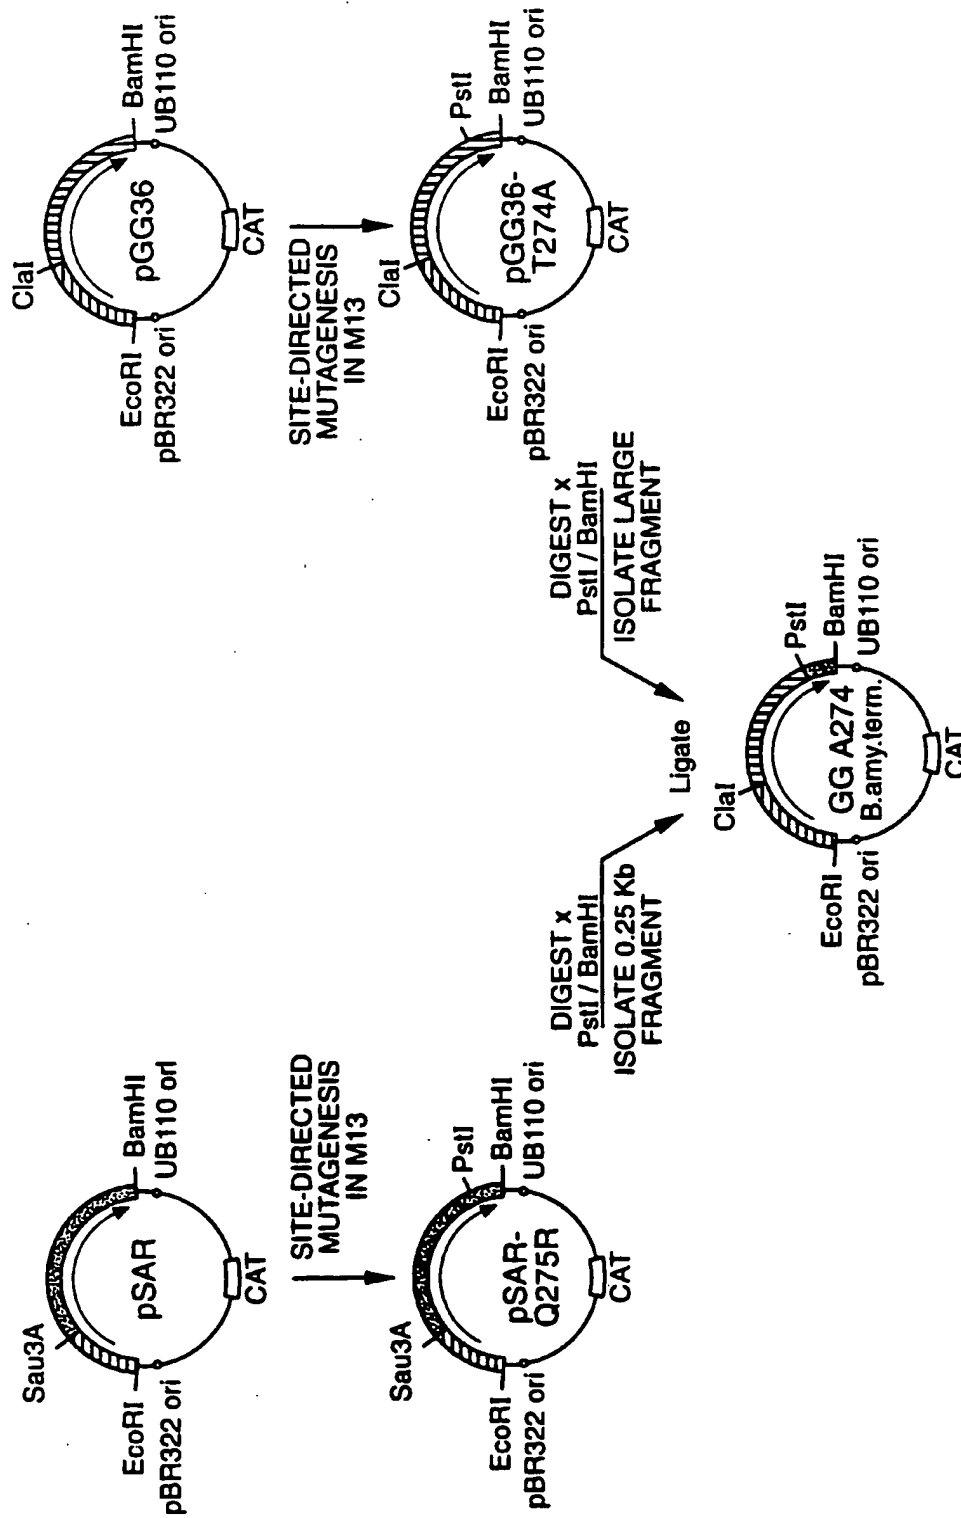 Sau3A
pSAR
EcoRI
BamHI
pBR322 ori
UB110 ori
CAT
SITE-DIRECTED
MUTAGENESIS
IN M13
Sau3A
PstI
pSAR-
Q275R
EcoRI
BamHI
pBR322 ori
UB110 ori
CAT
ClaI
pGG36
EcoRI
BamHI
pBR322 ori
UB110 ori
CAT
SITE-DIRECTED
MUTAGENESIS
IN M13
ClaI
PstI
pGG36-
T274A
EcoRI
BamHI
pBR322 ori
UB110 ori
CAT
DIGEST x
PstI / BamHI
ISOLATE 0.25 Kb
FRAGMENT
DIGEST x
PstI / BamHI
ISOLATE LARGE
FRAGMENT
Ligate
ClaI
PstI
GG A274
B.amy.term.
EcoRI
BamHI
pBR322 ori
UB110 ori
CAT